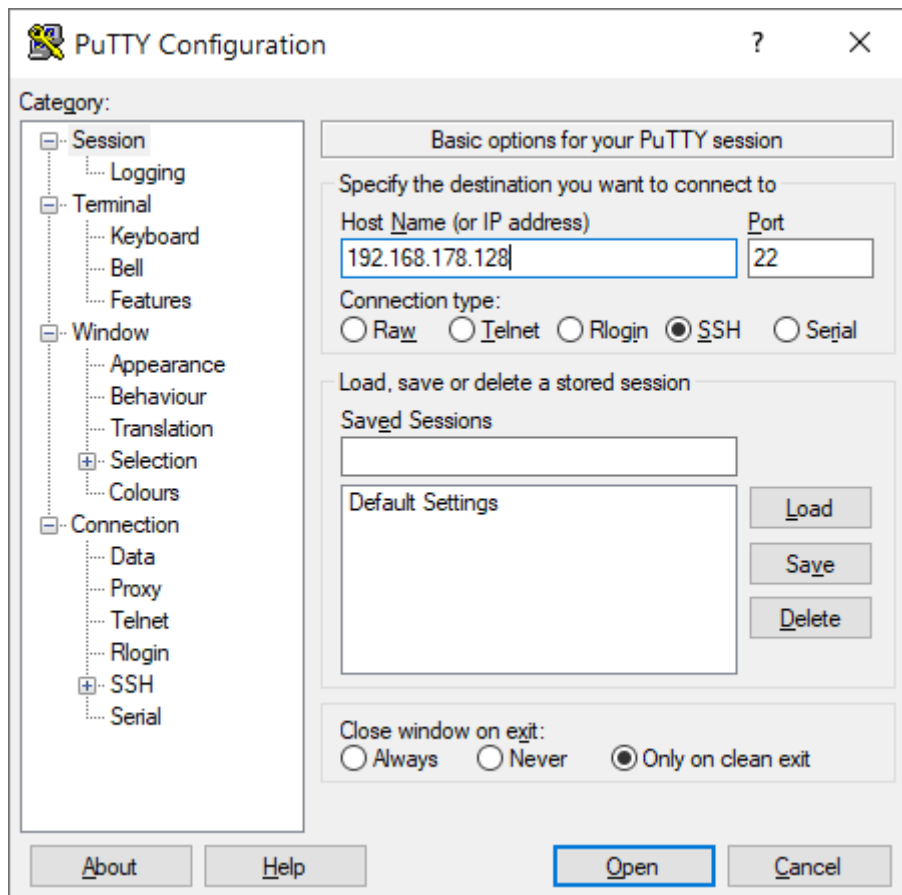 PuTTY Configuration
?
Category:
Session
Logging
Terminal
Keyboard
Bell
Features
Window
Appearance
Behaviour
Translation
Selection
Colours
Connection
Data
Proxy
Telnet
Rlogin
SSH
Serial
Basic options for your PuTTY session
Specify the destination you want to connect to
Host Name (or IP address) Port
192.168.178.128 22
Connection type:
Raw Telnet Rlogin SSH Serial
Load, save or delete a stored session
Saved Sessions
Default Settings
Load
Save
Delete
Close window on exit:
Always Never Only on clean exit
About Help Open Cancel